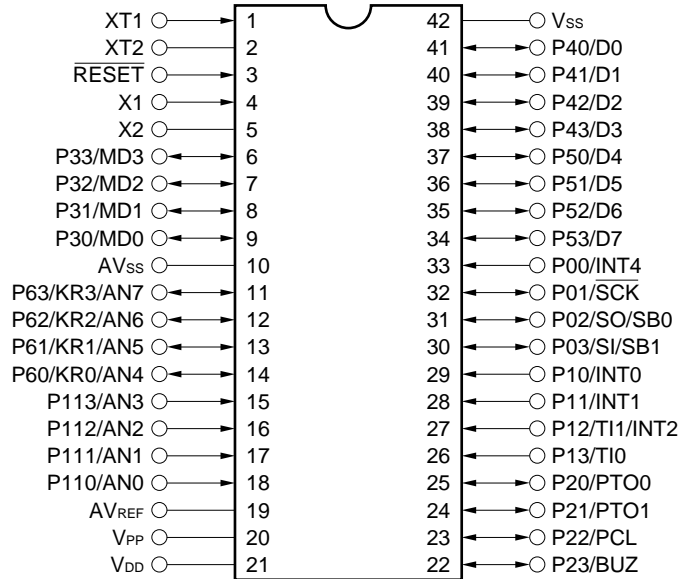 XT1 1 42 Vss
XT2 2 41 P40/D0
RESET 3 40 P41/D1
X1 4 39 P42/D2
X2 5 38 P43/D3
P33/MD3 6 37 P50/D4
P32/MD2 7 36 P51/D5
P31/MD1 8 35 P52/D6
P30/MD0 9 34 P53/D7
AVss 10 33 P00/INT4
P63/KR3/AN7 11 32 P01/SCK
P62/KR2/AN6 12 31 P02/SO/SB0
P61/KR1/AN5 13 30 P03/SI/SB1
P60/KR0/AN4 14 29 P10/INT0
P113/AN3 15 28 P11/INT1
P112/AN2 16 27 P12/TI1/INT2
P111/AN1 17 26 P13/TI0
P110/AN0 18 25 P20/PTO0
AVREF 19 24 P21/PTO1
VPP 20 23 P22/PCL
VDD 21 22 P23/BUZ